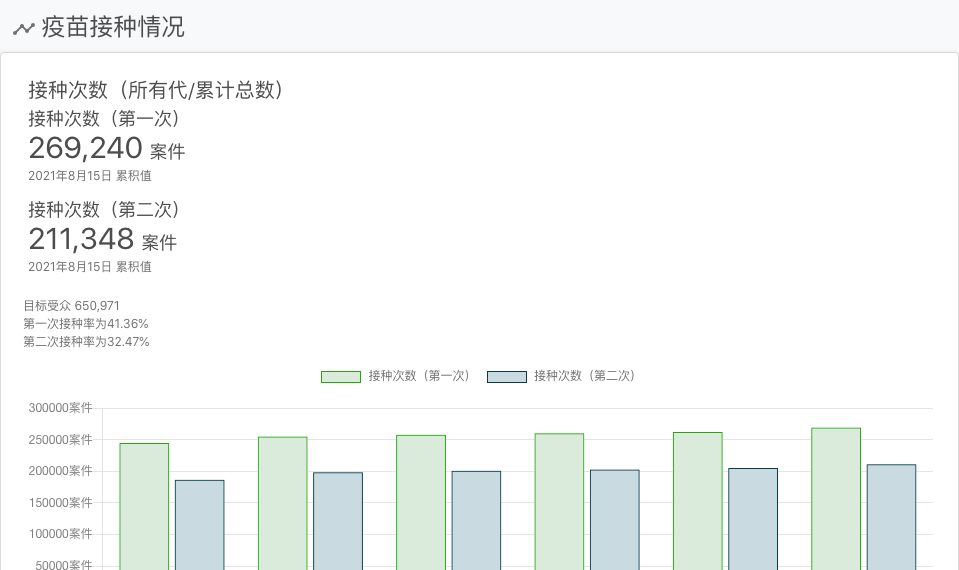 疫苗接种情况
接种次数（所有代/累计总数）
接种次数（第一次）
269,240 案件
2021年8月15日 累积值
接种次数（第二次）
211,348 案件
2021年8月15日 累积值
目标受众 650,971
第一次接种率为41.36%
第二次接种率为32.47%
接种次数（第一次） 接种次数（第二次）
300000案件
250000案件
200000案件
150000案件
100000案件
50000案件